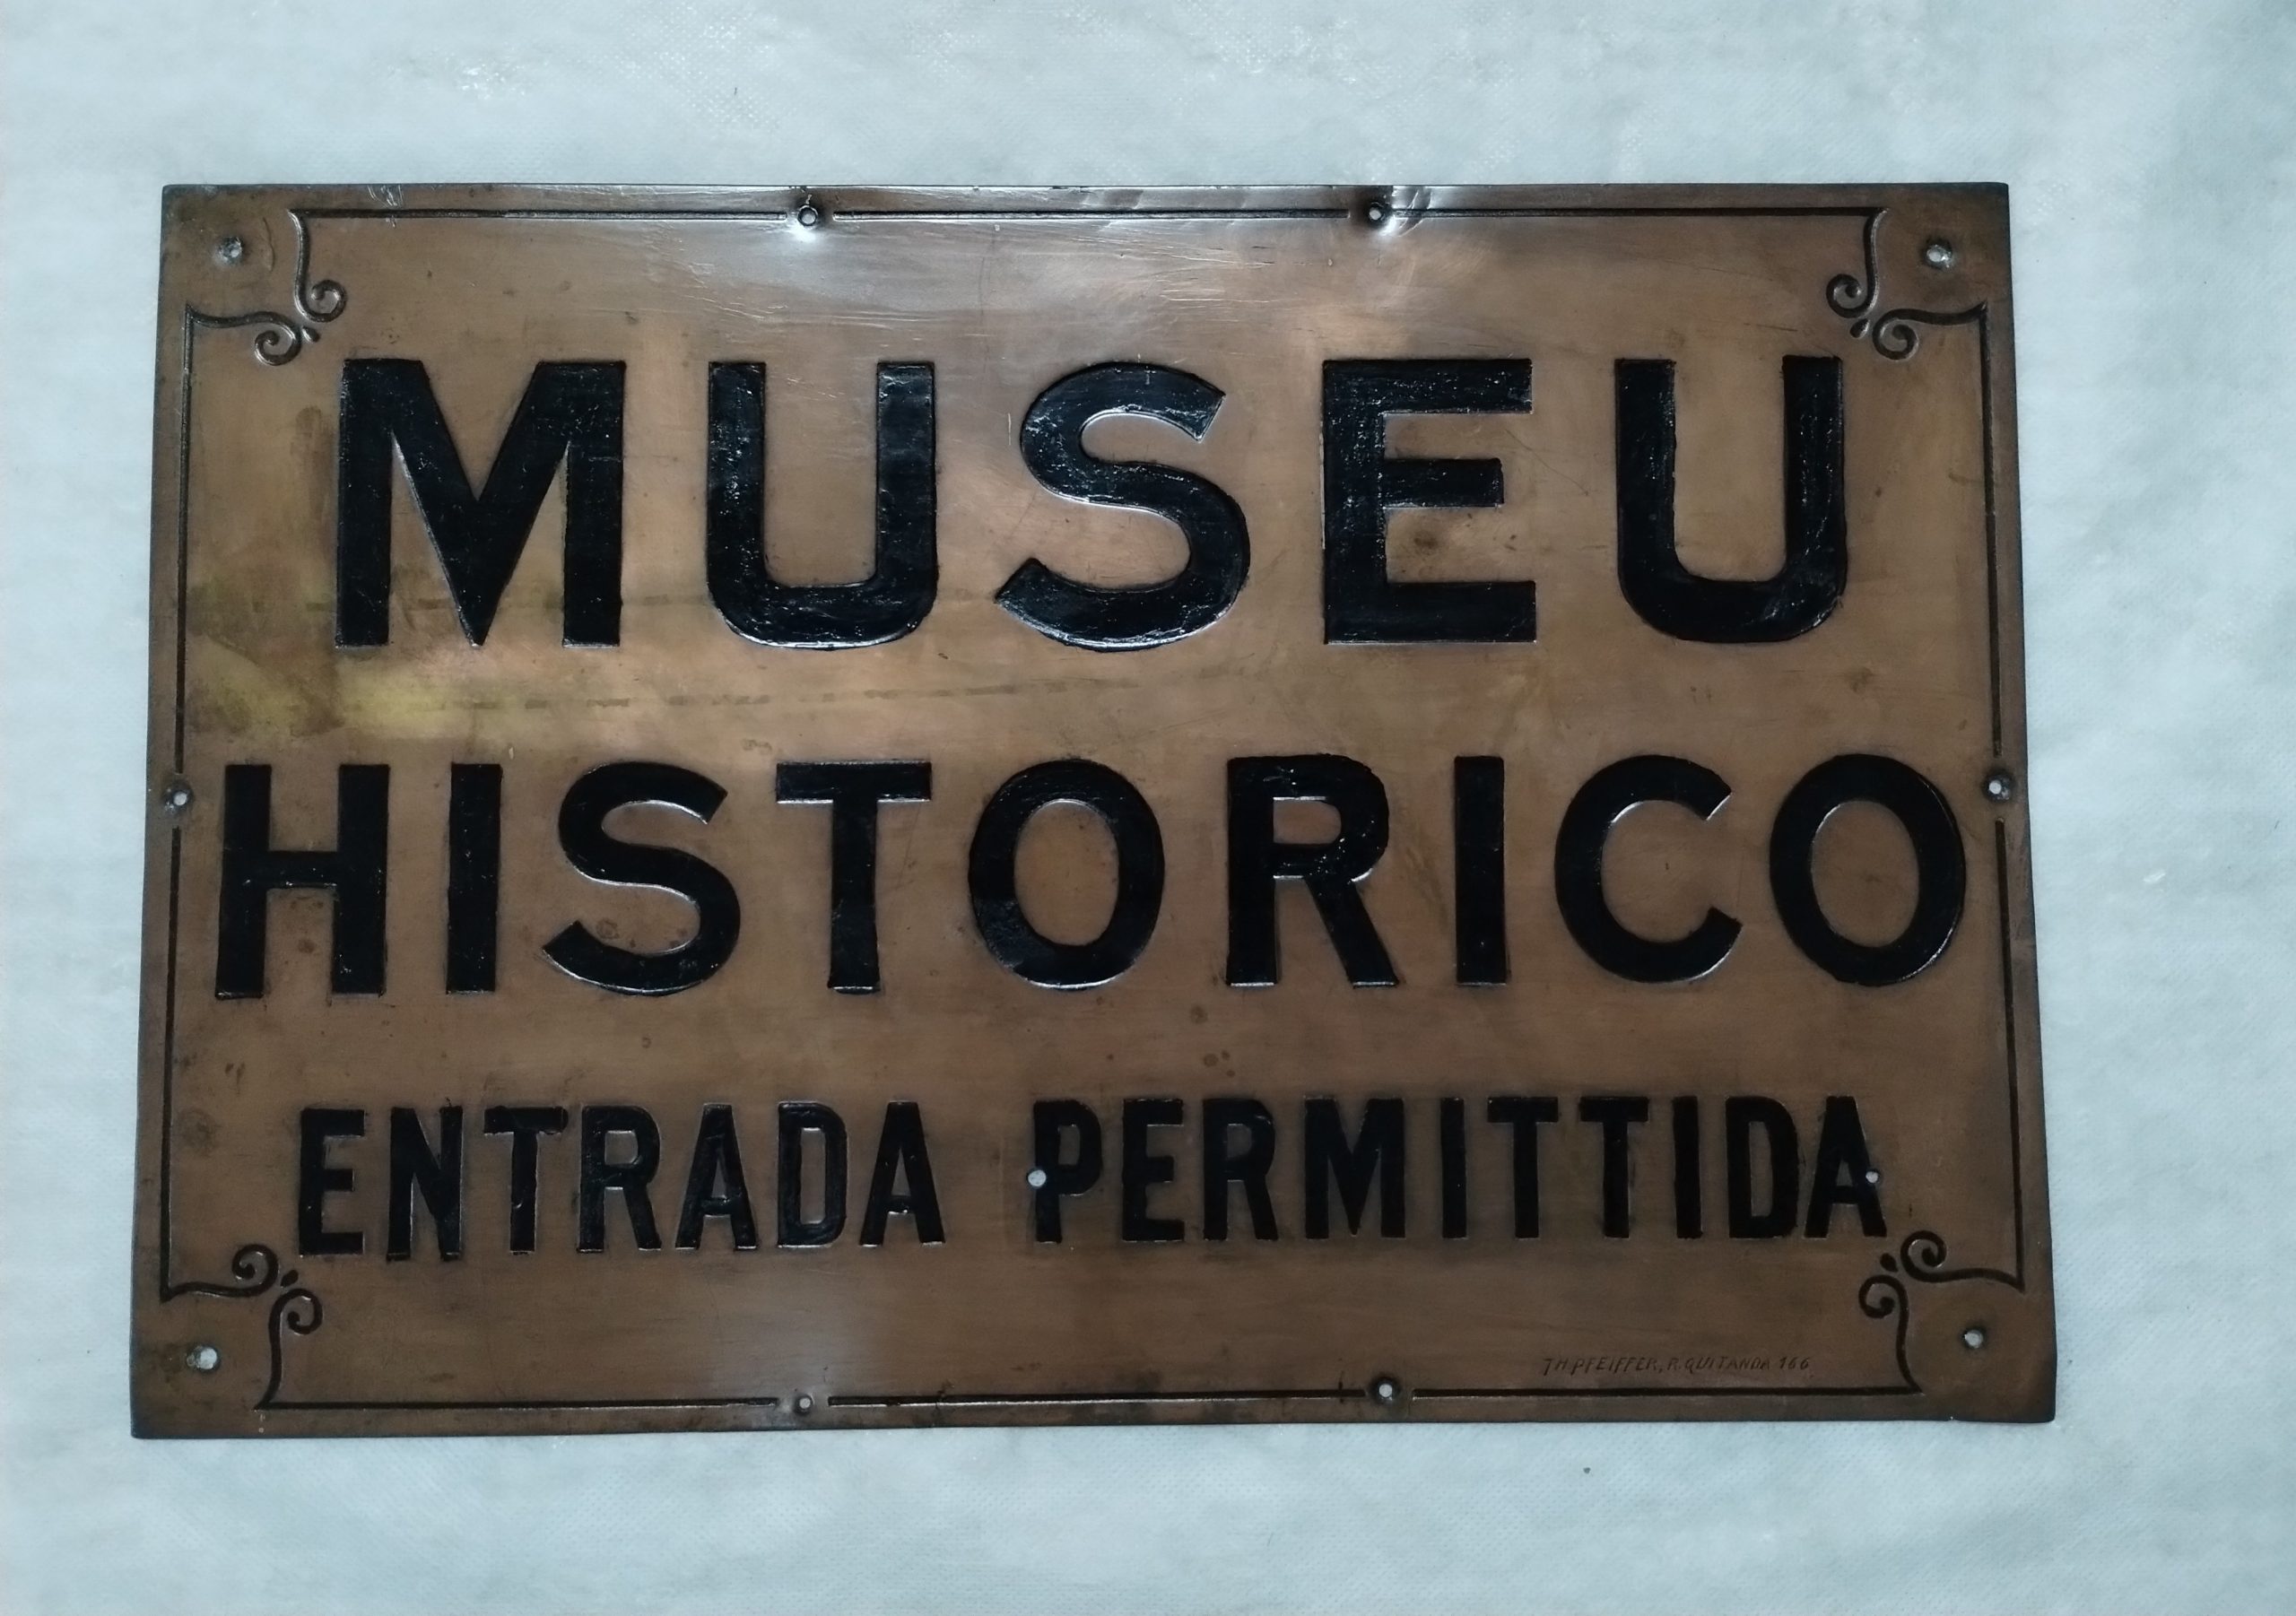 MUSEU
HISTORICO
ENTRADA PERMITTIDA
TH. PFEIFFER, R. QUITANDA 166.